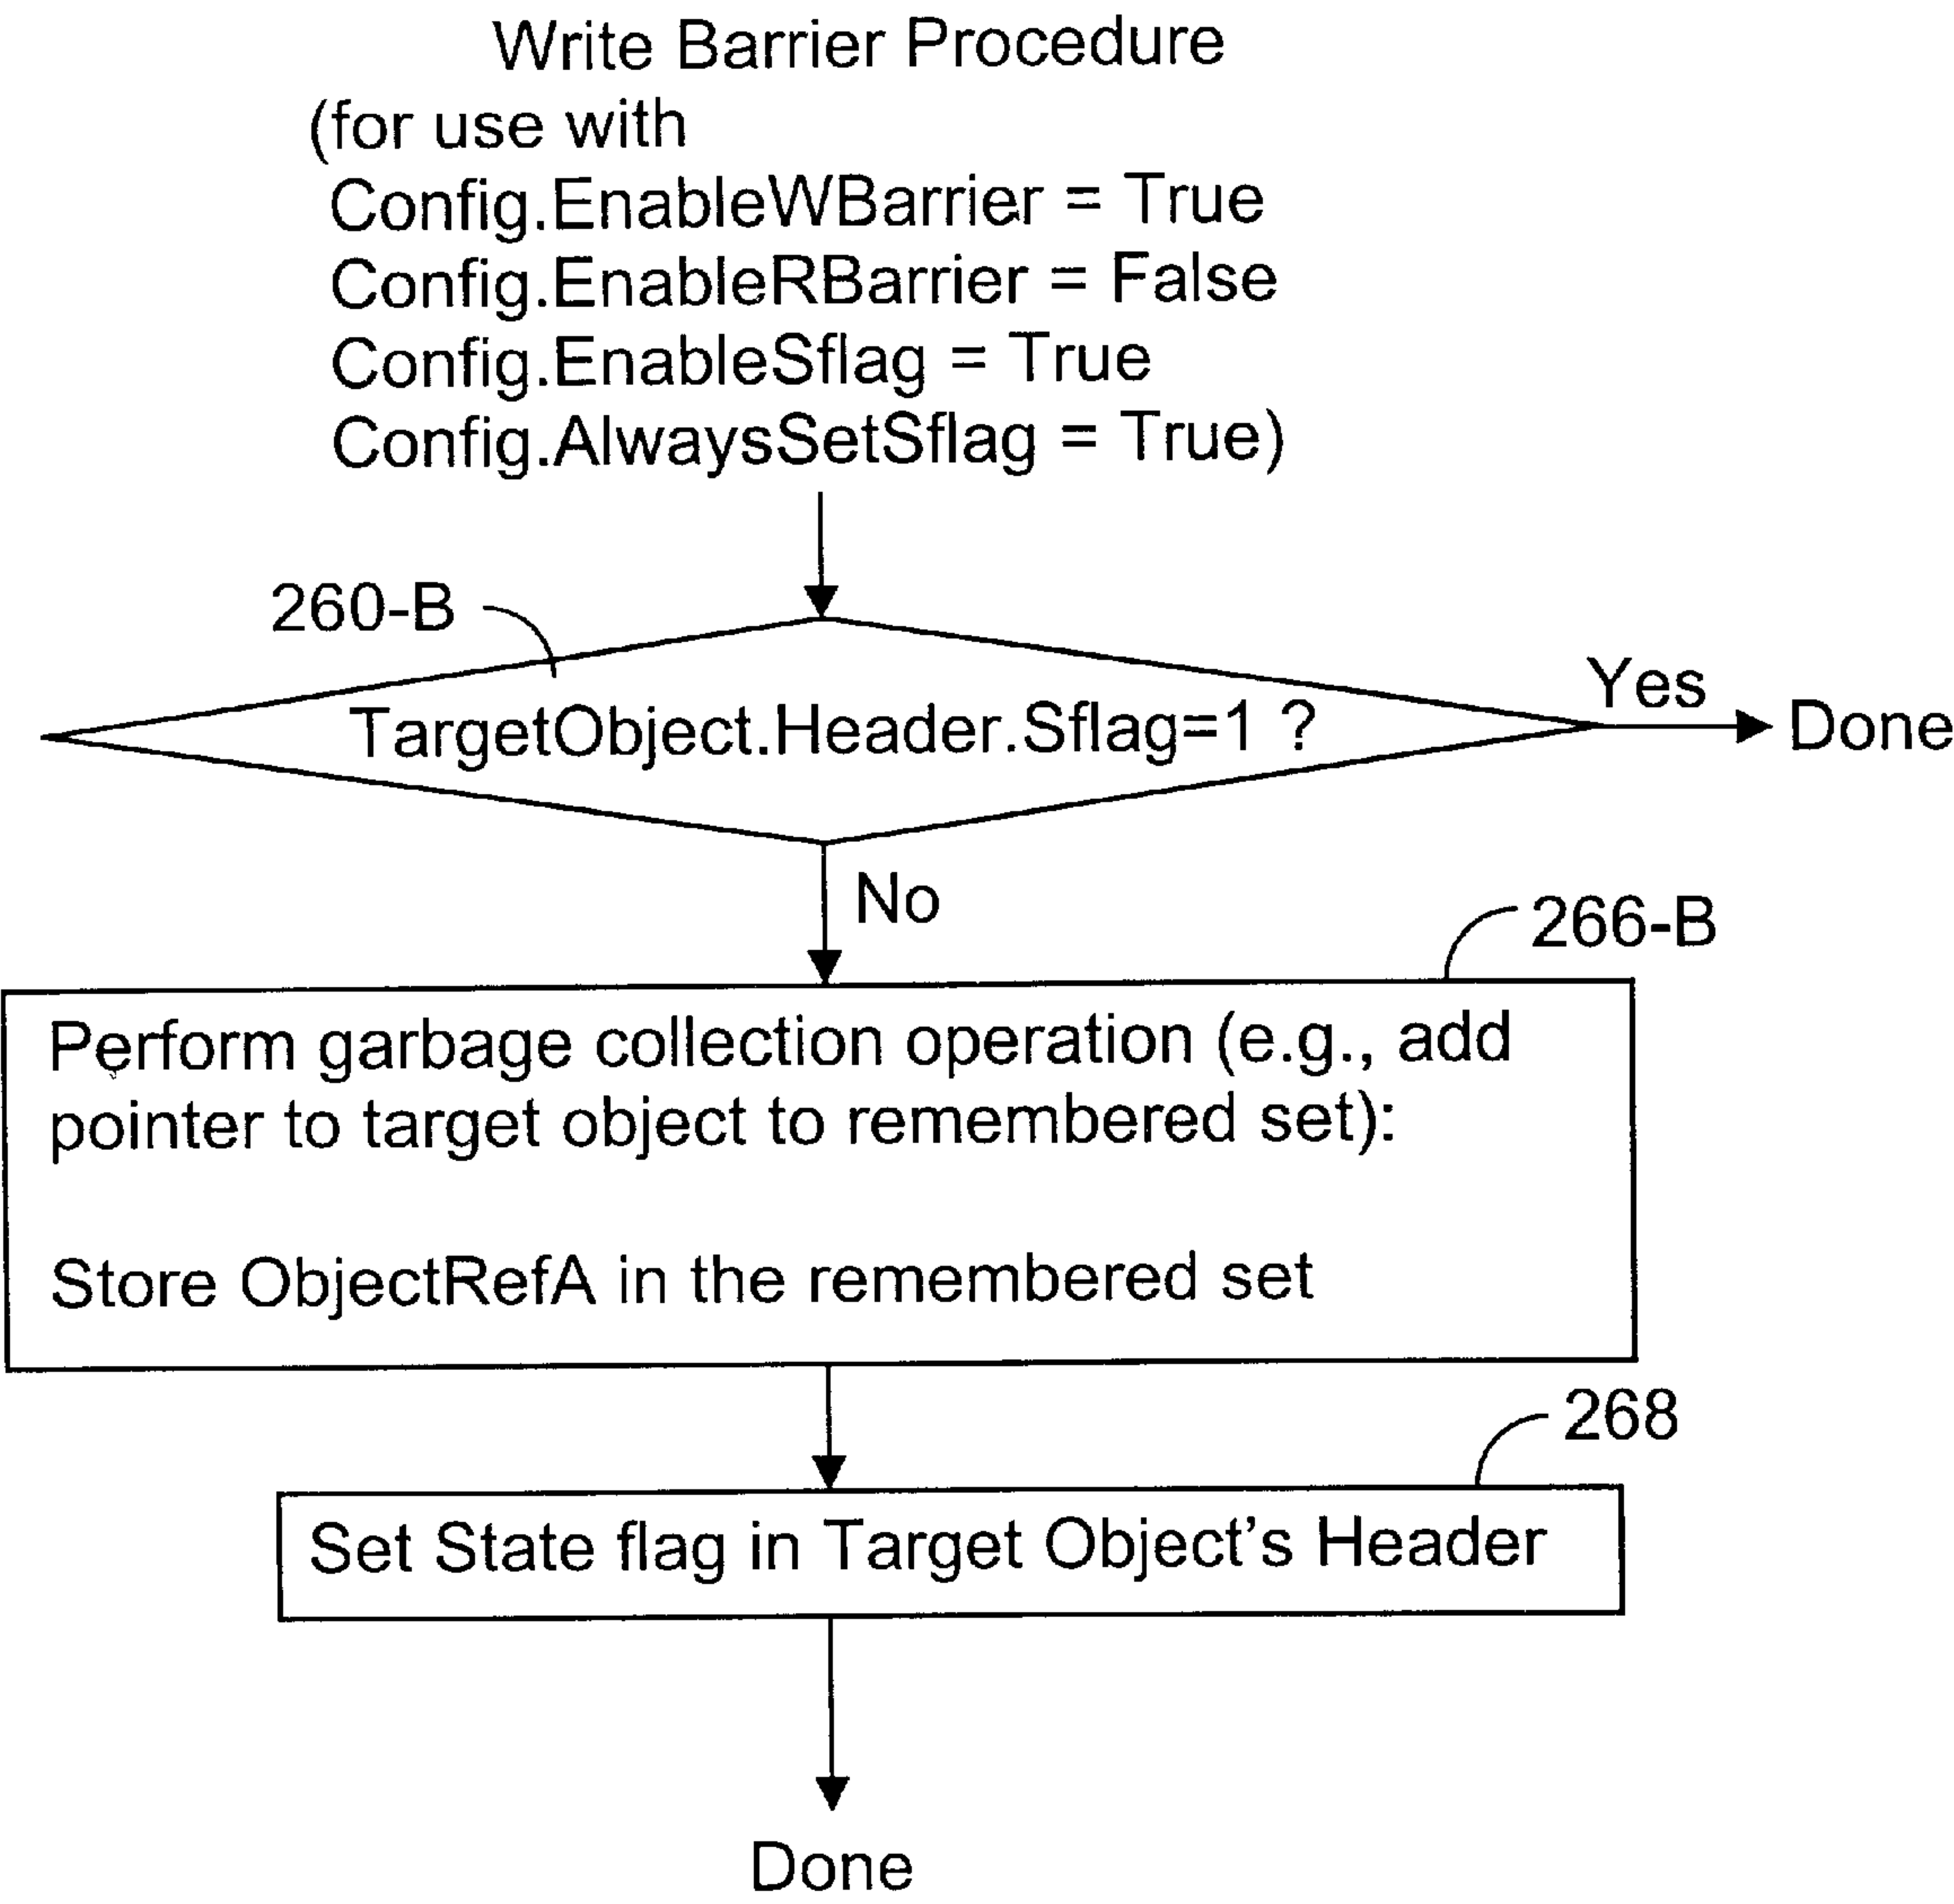 Write Barrier Procedure
(for use with
Config.EnableWBarrier = True
Config.EnableRBarrier = False
Config.EnableSflag = True
Config.AlwaysSetSflag = True)
260-B
TargetObject.Header.Sflag=1 ?
Yes
Done
No
266-B
Perform garbage collection operation (e.g., add
pointer to target object to remembered set):
Store ObjectRefA in the remembered set
268
Set State flag in Target Object's Header
Done